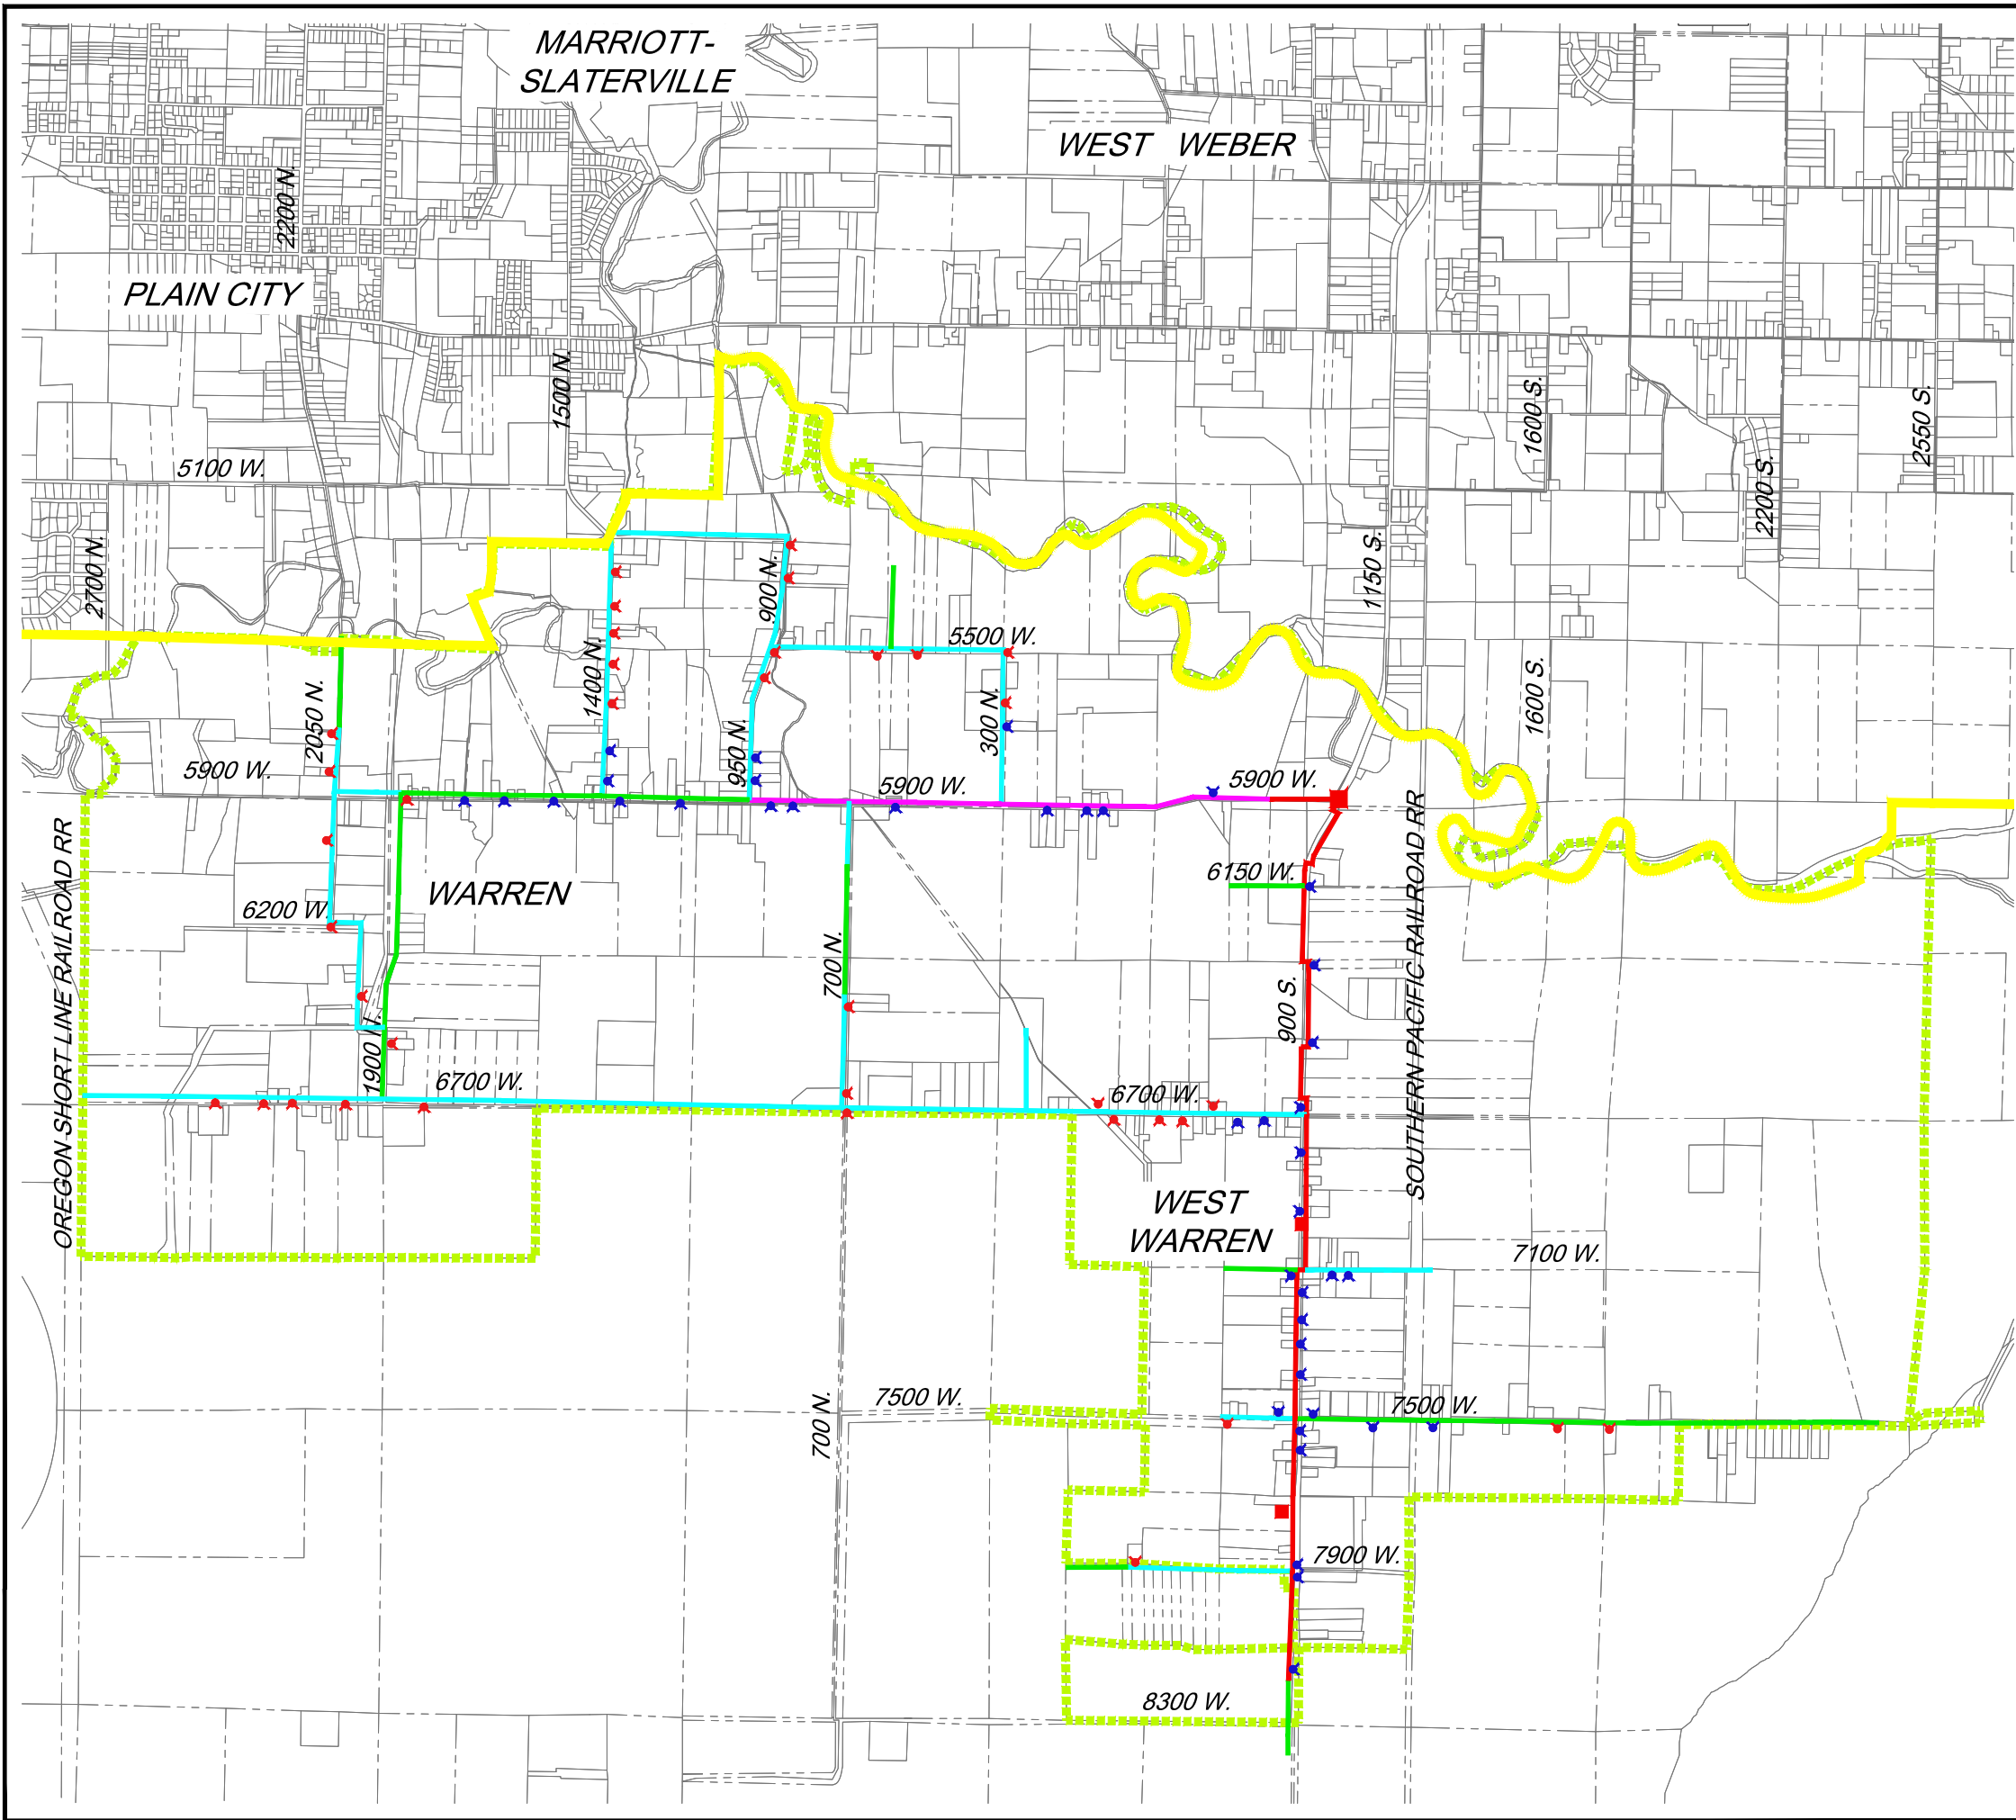 MARRIOTT-
SLATERVILLE
WEST WEBER
2200 N.
PLAIN CITY
1500 N.
1600 S.
2550 S.
5100 W.
2200 S.
2700 N.
900 N.
1150 S.
5500 W.
1400 N.
2050 N.
300 N.
1600 S.
950 N.
5900 W.
5900 W.
5900 W.
OREGON SHORT LINE RAILROAD RR
SOUTHERN PACIFIC RAILROAD RR
6150 W.
WARREN
6200 W.
700 N.
900 S.
1900 N.
6700 W.
6700 W.
WEST
WARREN
7100 W.
700 N.
7500 W.
7500 W.
7900 W.
8300 W.